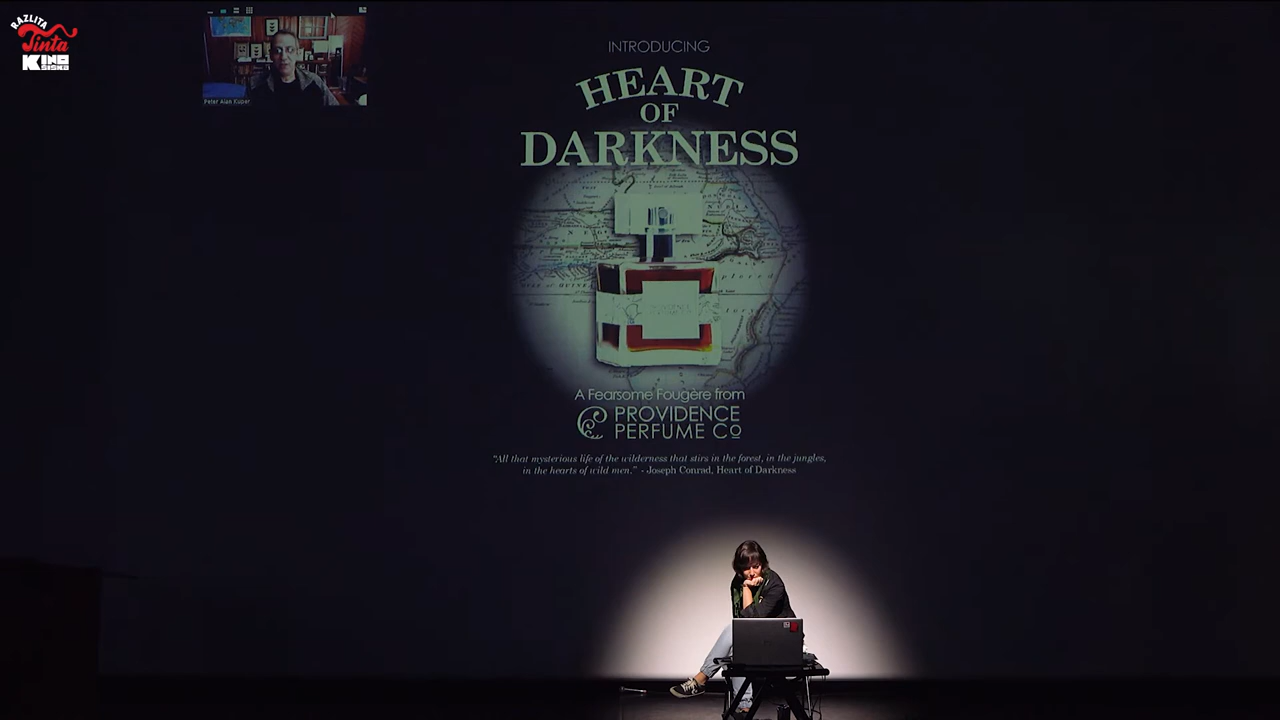 RAZLITA
Tinta
KINO
SISKA
Peter Alan Kuper
INTRODUCING
HEART
OF
DARKNESS
A Fearsome Fougère from
PROVIDENCE
PERFUME Co
"All that mysterious life of the wilderness that stirs in the forest, in the jungles,
in the hearts of wild men." - Joseph Conrad, Heart of Darkness